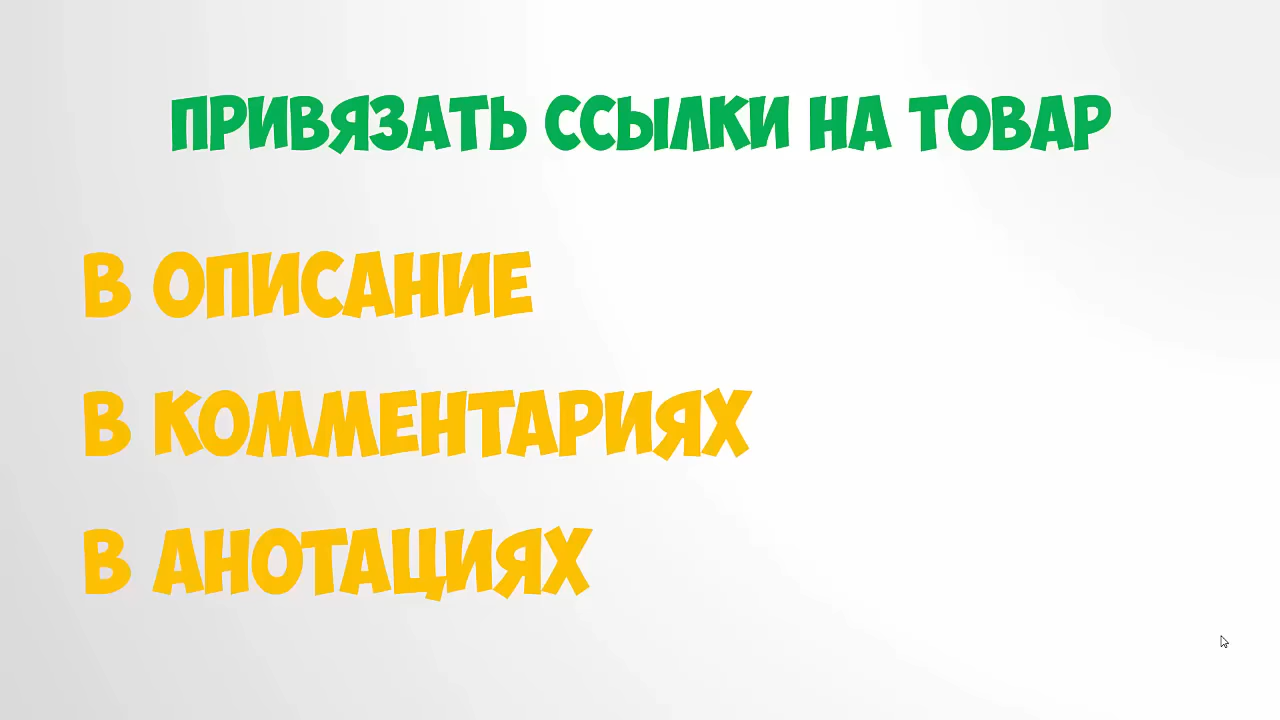 ПРИВЯЗАТЬ ССЫЛКИ НА ТОВАР
В ОПИСАНИЕ
В КОММЕНТАРИЯХ
В АНОТАЦИЯХ